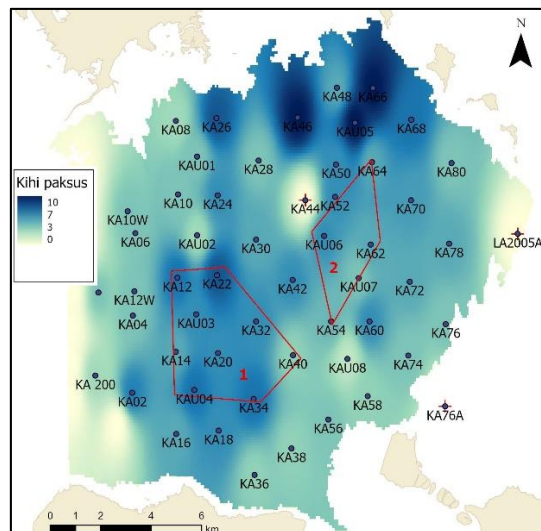 N
KA48
KA66
KA08
KA26
KA46
KAU05
KA68
KAU01
KA28
KA50
KA64
KA80
Kihi paksus
10
7
3
0
KA10
KA24
KA44
KA52
KA70
KA10W
KA06
KAU02
KA30
KAU06
2
KA62
KA78
LA2005A
KA12
KA22
KA42
KAU07
KA72
KA12W
KA04
KAU03
KA32
KA54
KA60
KA76
KA14
KA20
1
KA40
KAU08
KA74
KA 200
KA02
KAU04
KA34
KA58
KA76A
KA16
KA18
KA56
KA38
KA36
0 2 4 6
km